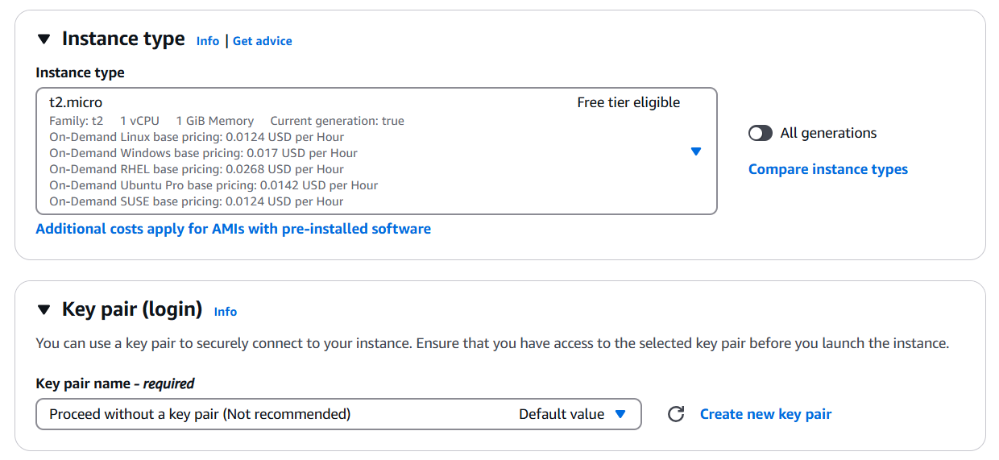 Instance type Info | Get advice
Instance type
t2.micro Free tier eligible
Family: t2 1 vCPU 1 GiB Memory Current generation: true
On-Demand Linux base pricing: 0.0124 USD per Hour
On-Demand Windows base pricing: 0.017 USD per Hour
On-Demand RHEL base pricing: 0.0268 USD per Hour
On-Demand Ubuntu Pro base pricing: 0.0142 USD per Hour
On-Demand SUSE base pricing: 0.0124 USD per Hour
All generations
Compare instance types
Additional costs apply for AMIs with pre-installed software
Key pair (login) Info
You can use a key pair to securely connect to your instance. Ensure that you have access to the selected key pair before you launch the instance.
Key pair name - required
Proceed without a key pair (Not recommended) Default value
Create new key pair